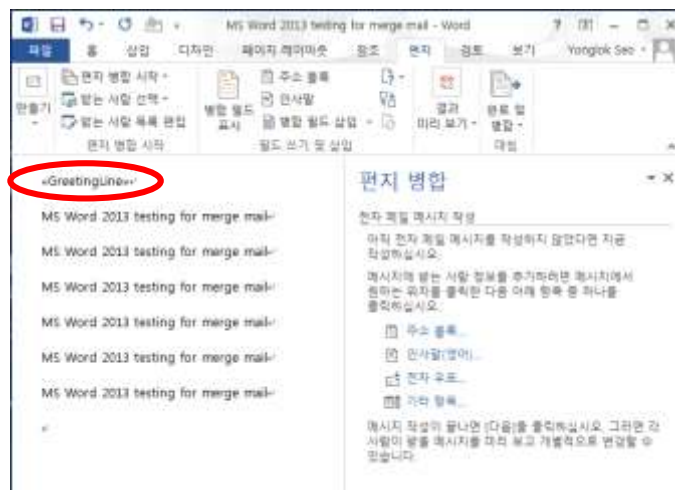 MS Word 2013 testing for merge mail - Word
파일 홈 삽입 디자인 페이지 레이아웃 참조 편지 검토 보기 Yonglok Seo
편지 병합 시작
받는 사람 선택
받는 사람 목록 편집
만들기
편지 병합 시작
병합 필드 표시
주소 블록
인사말
병합 필드 삽입
필드 쓰기 및 삽입
결과 미리 보기
완료 및 병합
마침
«GreetingLine»
MS Word 2013 testing for merge mail
MS Word 2013 testing for merge mail
MS Word 2013 testing for merge mail
MS Word 2013 testing for merge mail
MS Word 2013 testing for merge mail
MS Word 2013 testing for merge mail
편지 병합
전자 메일 메시지 작성
아직 전자 메일 메시지를 작성하지 않았다면 지금
작성하십시오.
메시지에 받는 사람 정보를 추가하려면 메시지에서
원하는 위치를 클릭한 다음 아래 항목 중 하나를
클릭하십시오.
주소 블록...
인사말(영어)...
전자 우표...
기타 항목...
메시지 작성이 끝나면 [다음]을 클릭하십시오. 그러면 각
사람이 받을 메시지를 미리 보고 개별적으로 변경할 수
있습니다.